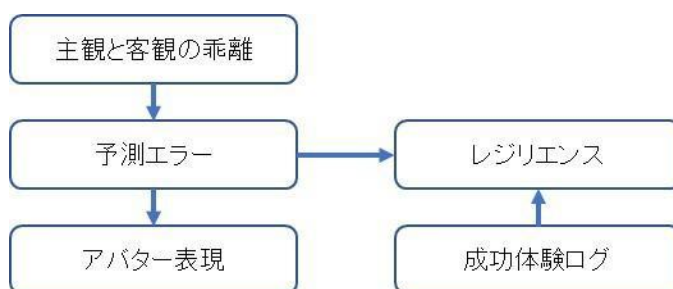 主観と客観の乖離
予測エラー
レジリエンス
アバター表現
成功体験ログ